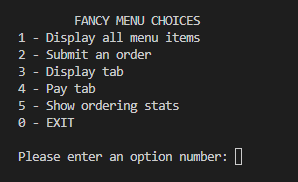 FANCY MENU CHOICES
1 - Display all menu items
2 - Submit an order
3 - Display tab
4 - Pay tab
5 - Show ordering stats
0 - EXIT
Please enter an option number: